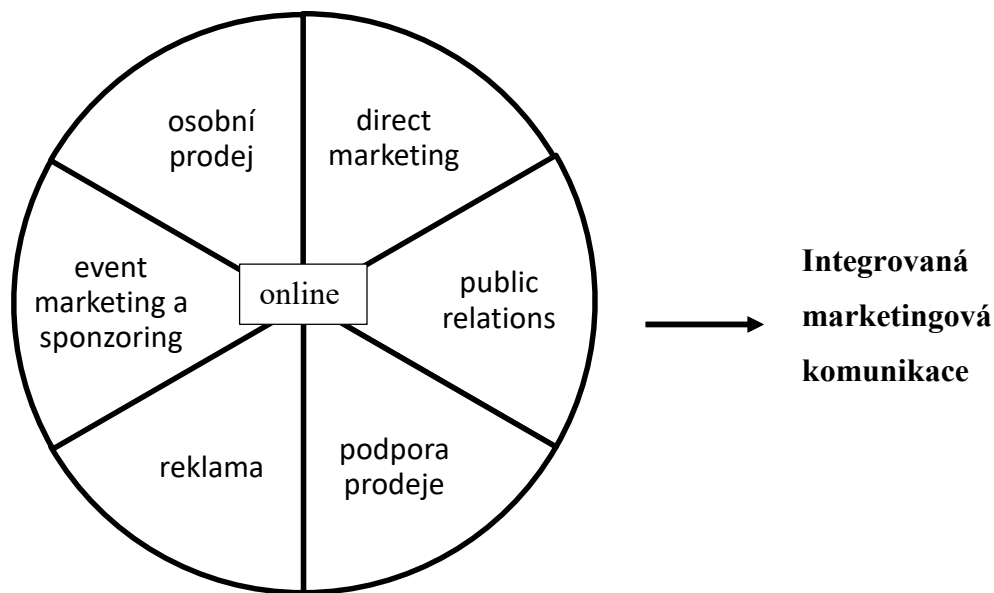 osobní
prodej
direct
marketing
event
marketing a
sponzoring
online
public
relations
reklama
podpora
prodeje
Integrovaná
marketingová
komunikace